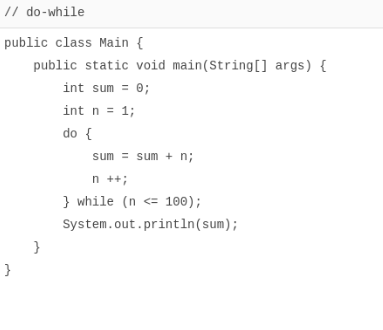 // do-while
public class Main {
    public static void main(String[] args) {
        int sum = 0;
        int n = 1;
        do {
            sum = sum + n;
            n ++;
        } while (n <= 100);
        System.out.println(sum);
    }
}